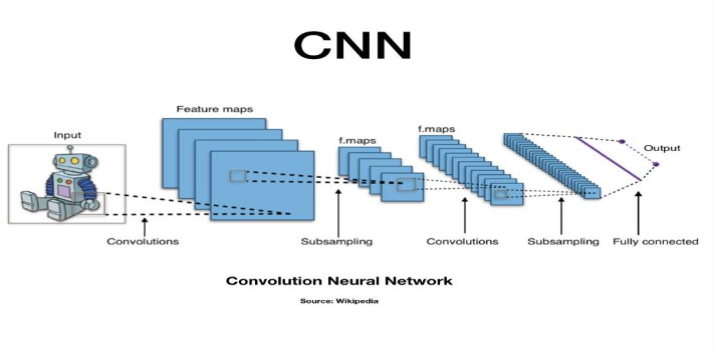 CNN
Feature maps
Input
f.maps
f.maps
Output
Convolutions
Subsampling
Convolutions
Subsampling
Fully connected
Convolution Neural Network
Source: Wikipedia